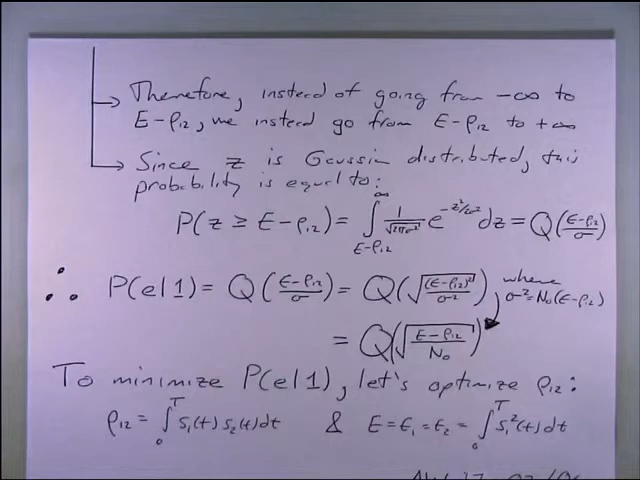 → Therefore, instead of going from -∞ to
E-ρ₁₂, we instead go from E-ρ₁₂ to +∞
→ Since z is Gaussian distributed, this
probability is equal to:
P(z ≥ E-ρ₁₂) = ∫_{E-ρ₁₂}^{∞} 1/√(2πσ²) e^{-z²/2σ²} dz = Q((E-ρ₁₂)/σ)
∴ P(e|1) = Q((E-ρ₁₂)/σ) = Q(√((E-ρ₁₂)²/σ²)) where σ²=N₀(E-ρ₁₂)
= Q(√((E-ρ₁₂)/N₀))
To minimize P(e|1), let's optimize ρ₁₂:
ρ₁₂ = ∫₀ᵀ s₁(t) s₂(t) dt & E = E₁ = E₂ = ∫₀ᵀ s₁²(t) dt